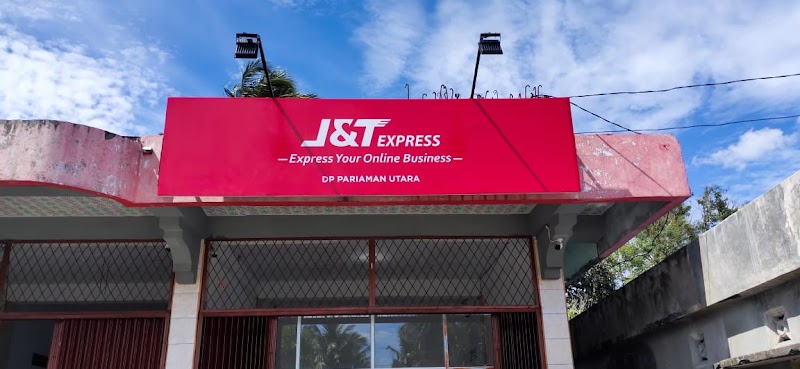 J&T EXPRESS
—Express Your Online Business—
DP PARIAMAN UTARA